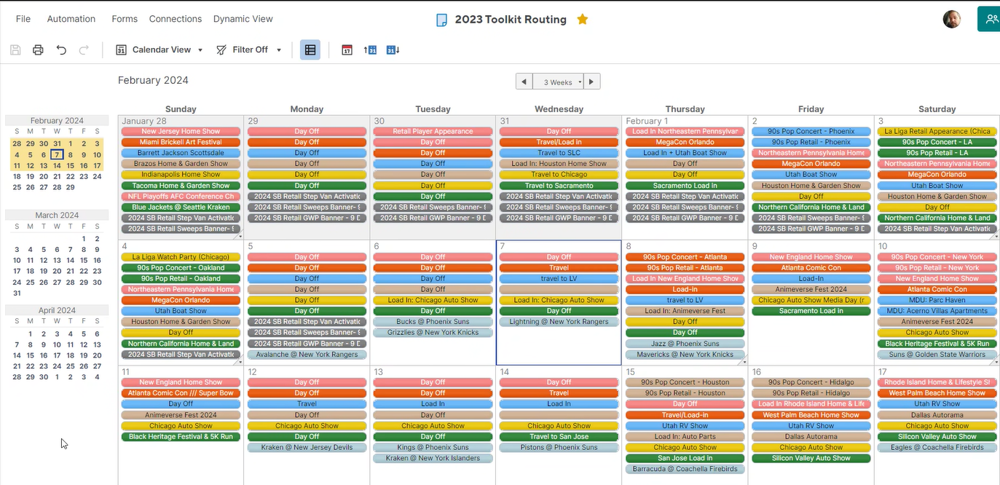 File Automation Forms Connections Dynamic View
2023 Toolkit Routing
Calendar View Filter Off
February 2024
3 Weeks
Sunday Monday Tuesday Wednesday Thursday Friday Saturday
February 2024
S M T W T F S
28 29 30 31 1 2 3
4 5 6 7 8 9 10
11 12 13 14 15 16 17
18 19 20 21 22 23 24
25 26 27 28 29
March 2024
S M T W T F S
1 2
3 4 5 6 7 8 9
10 11 12 13 14 15 16
17 18 19 20 21 22 23
24 25 26 27 28 29 30
31
April 2024
S M T W T F S
1 2 3 4 5 6
7 8 9 10 11 12 13
14 15 16 17 18 19 20
21 22 23 24 25 26 27
28 29 30 1 2 3 4
January 28
New Jersey Home Show
Miami Brickell Art Festival
Barrett Jackson Scottsdale
Brazos Home & Garden Show
Indianapolis Home Show
Tacoma Home & Garden Show
NFL Playoffs AFC Conference Ch
Blue Jackets @ Seattle Kraken
2024 SB Retail Step Van Activatic
2024 SB Retail Sweeps Banner-
29
Day Off
Day Off
Day Off
Day Off
Day Off
Day Off
2024 SB Retail Step Van Activatic
2024 SB Retail Sweeps Banner-
2024 SB Retail GWP Banner - 9
30
Retail Player Appearance
Day Off
Day Off
Day Off
Day Off
Day Off
Day Off
2024 SB Retail Sweeps Banner-
2024 SB Retail GWP Banner - 9
31
Day Off
Travel/Load in
Travel to SLC
Load In: Houston Home Show
Travel to Chicago
Travel to Sacramento
2024 SB Retail Step Van Activatic
2024 SB Retail Sweeps Banner-
2024 SB Retail GWP Banner - 9
February 1
Load In Northeastern Pennsylvar
MegaCon Orlando
Load In + Utah Boat Show
Day Off
Day Off
Sacramento Load in
2024 SB Retail Step Van Activatic
2024 SB Retail Sweeps Banner-
2024 SB Retail GWP Banner - 9
2
90s Pop Concert - Phoenix
90s Pop Retail - Phoenix
Northeastern Pennsylvania Home
MegaCon Orlando
Utah Boat Show
Houston Home & Garden Show
Day Off
Northern California Home & Land
2024 SB Retail Sweeps Banner-
2024 SB Retail GWP Banner - 9
3
La Liga Retail Appearance (Chica
90s Pop Concert - LA
90s Pop Retail - LA
Northeastern Pennsylvania Home
MegaCon Orlando
Utah Boat Show
Houston Home & Garden Show
Day Off
Northern California Home & Land
2024 SB Retail Step Van Activatic
4
La Liga Watch Party (Chicago)
90s Pop Concert - Oakland
90s Pop Retail - Oakland
Northeastern Pennsylvania Home
MegaCon Orlando
Utah Boat Show
Houston Home & Garden Show
Day Off
Northern California Home & Land
2024 SB Retail Step Van Activatic
5
Day Off
Day Off
Day Off
Day Off
Day Off
Day Off
2024 SB Retail Step Van Activatic
2024 SB Retail Sweeps Banner-
2024 SB Retail GWP Banner - 9
Avalanche @ New York Rangers
6
Day Off
Day Off
Day Off
Day Off
Load In: Chicago Auto Show
Day Off
Bucks @ Phoenix Suns
Grizzlies @ New York Knicks
7
Day Off
Travel
travel to LV
Load In: Chicago Auto Show
Day Off
Lightning @ New York Rangers
8
90s Pop Concert - Atlanta
90s Pop Retail - Atlanta
Load In New England Home Shov
Load-in
travel to LV
Load In: Animeverse Fest
Day Off
Day Off
Jazz @ Phoenix Suns
Mavericks @ New York Knicks
9
New England Home Show
Atlanta Comic Con
Load-In
Animeverse Fest 2024
Chicago Auto Show Media Day (r
Sacramento Load in
10
90s Pop Concert - New York
90s Pop Retail - New York
New England Home Show
Atlanta Comic Con
MDU: Parc Haven
MDU: Acerno Villas Apartments
Animeverse Fest 2024
Chicago Auto Show
Black Heritage Festival & 5K Run
Suns @ Golden State Warriors
11
New England Home Show
Atlanta Comic Con /// Super Bow
Day Off
Animeverse Fest 2024
Chicago Auto Show
Black Heritage Festival & 5K Run
12
Day Off
Day Off
Travel
Day Off
Chicago Auto Show
Day Off
Kraken @ New Jersey Devils
13
Day Off
Day Off
Load In
Day Off
Chicago Auto Show
Day Off
Kings @ Phoenix Suns
Kraken @ New York Islanders
14
Day Off
Travel
Load In
Chicago Auto Show
Travel to San Jose
Pistons @ Phoenix Suns
15
90s Pop Concert - Houston
90s Pop Retail - Houston
Day Off
Travel/Load-in
Utah RV Show
Load In: Auto Parts
Chicago Auto Show
San Jose Load in
Barracuda @ Coachella Firebirds
16
90s Pop Concert - Hidalgo
90s Pop Retail - Hidalgo
Load In Rhode Island Home & Life
West Palm Beach Home Show
Utah RV Show
Dallas Autorama
Chicago Auto Show
Silicon Valley Auto Show
17
Rhode Island Home & Lifestyle Sl
West Palm Beach Home Show
Utah RV Show
Dallas Autorama
Chicago Auto Show
Silicon Valley Auto Show
Eagles @ Coachella Firebirds